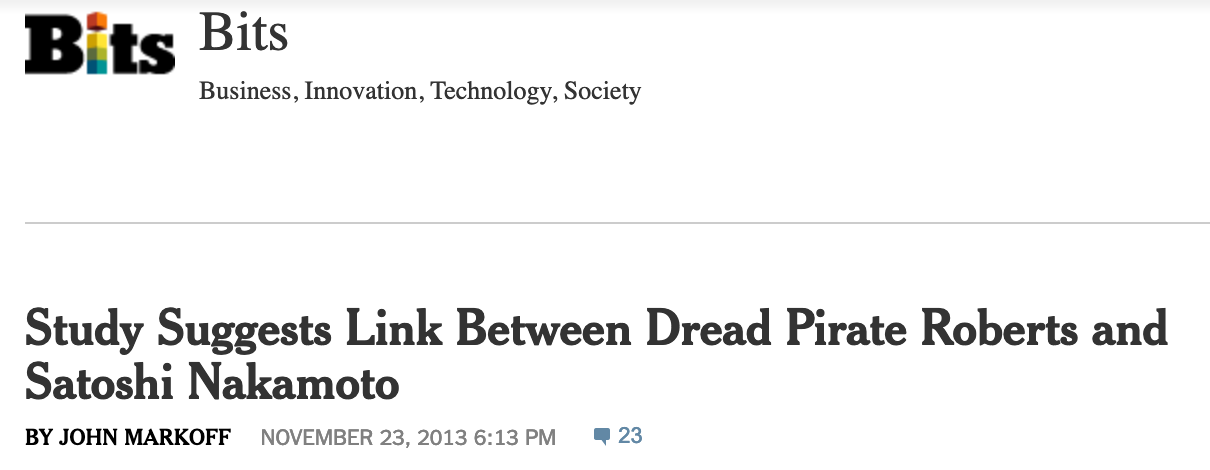 Bits
Bits
Business, Innovation, Technology, Society
Study Suggests Link Between Dread Pirate Roberts and
Satoshi Nakamoto
BY JOHN MARKOFF NOVEMBER 23, 2013 6:13 PM 23